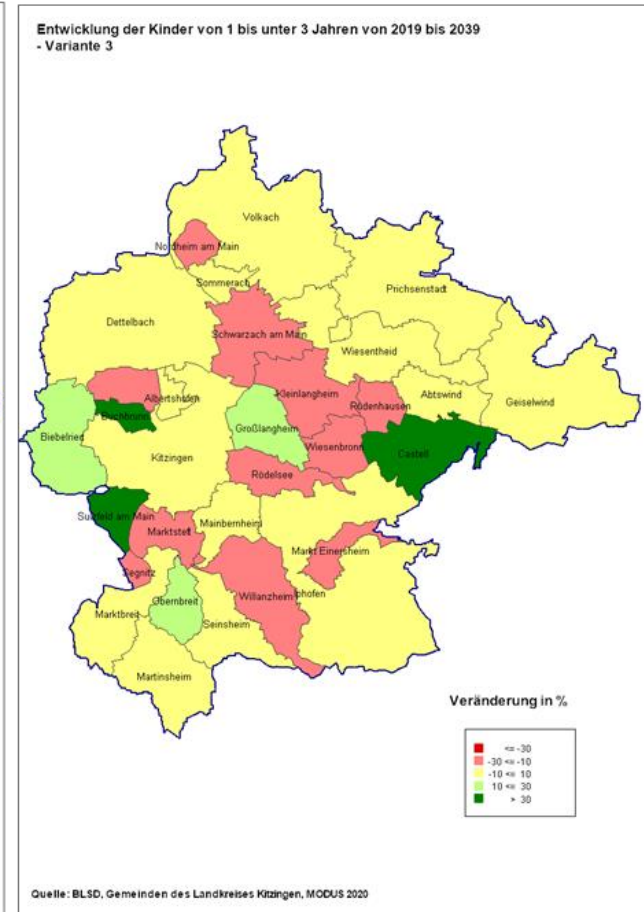 Entwicklung der Kinder von 1 bis unter 3 Jahren von 2019 bis 2039
- Variante 3
Volkach
Nordheim am Main
Sommerach
Prichsenstadt
Dettelbach
Schwarzach am Main
Wiesentheid
Kleinlangheim
Abtswind
Albertshofen
Rüdenhausen
Geiselwind
Buchbrunn
Großlangheim
Biebelried
Wiesenbronn
Castell
Kitzingen
Rödelsee
Sulzfeld am Main
Mainbernheim
Marktsteft
Markt Einersheim
Segnitz
Iphofen
Obernbreit
Willanzheim
Marktbreit
Seinsheim
Martinsheim
Veränderung in %
<= -30
-30 <= -10
-10 <= 10
10 <= 30
> 30
Quelle: BLSD, Gemeinden des Landkreises Kitzingen, MODUS 2020